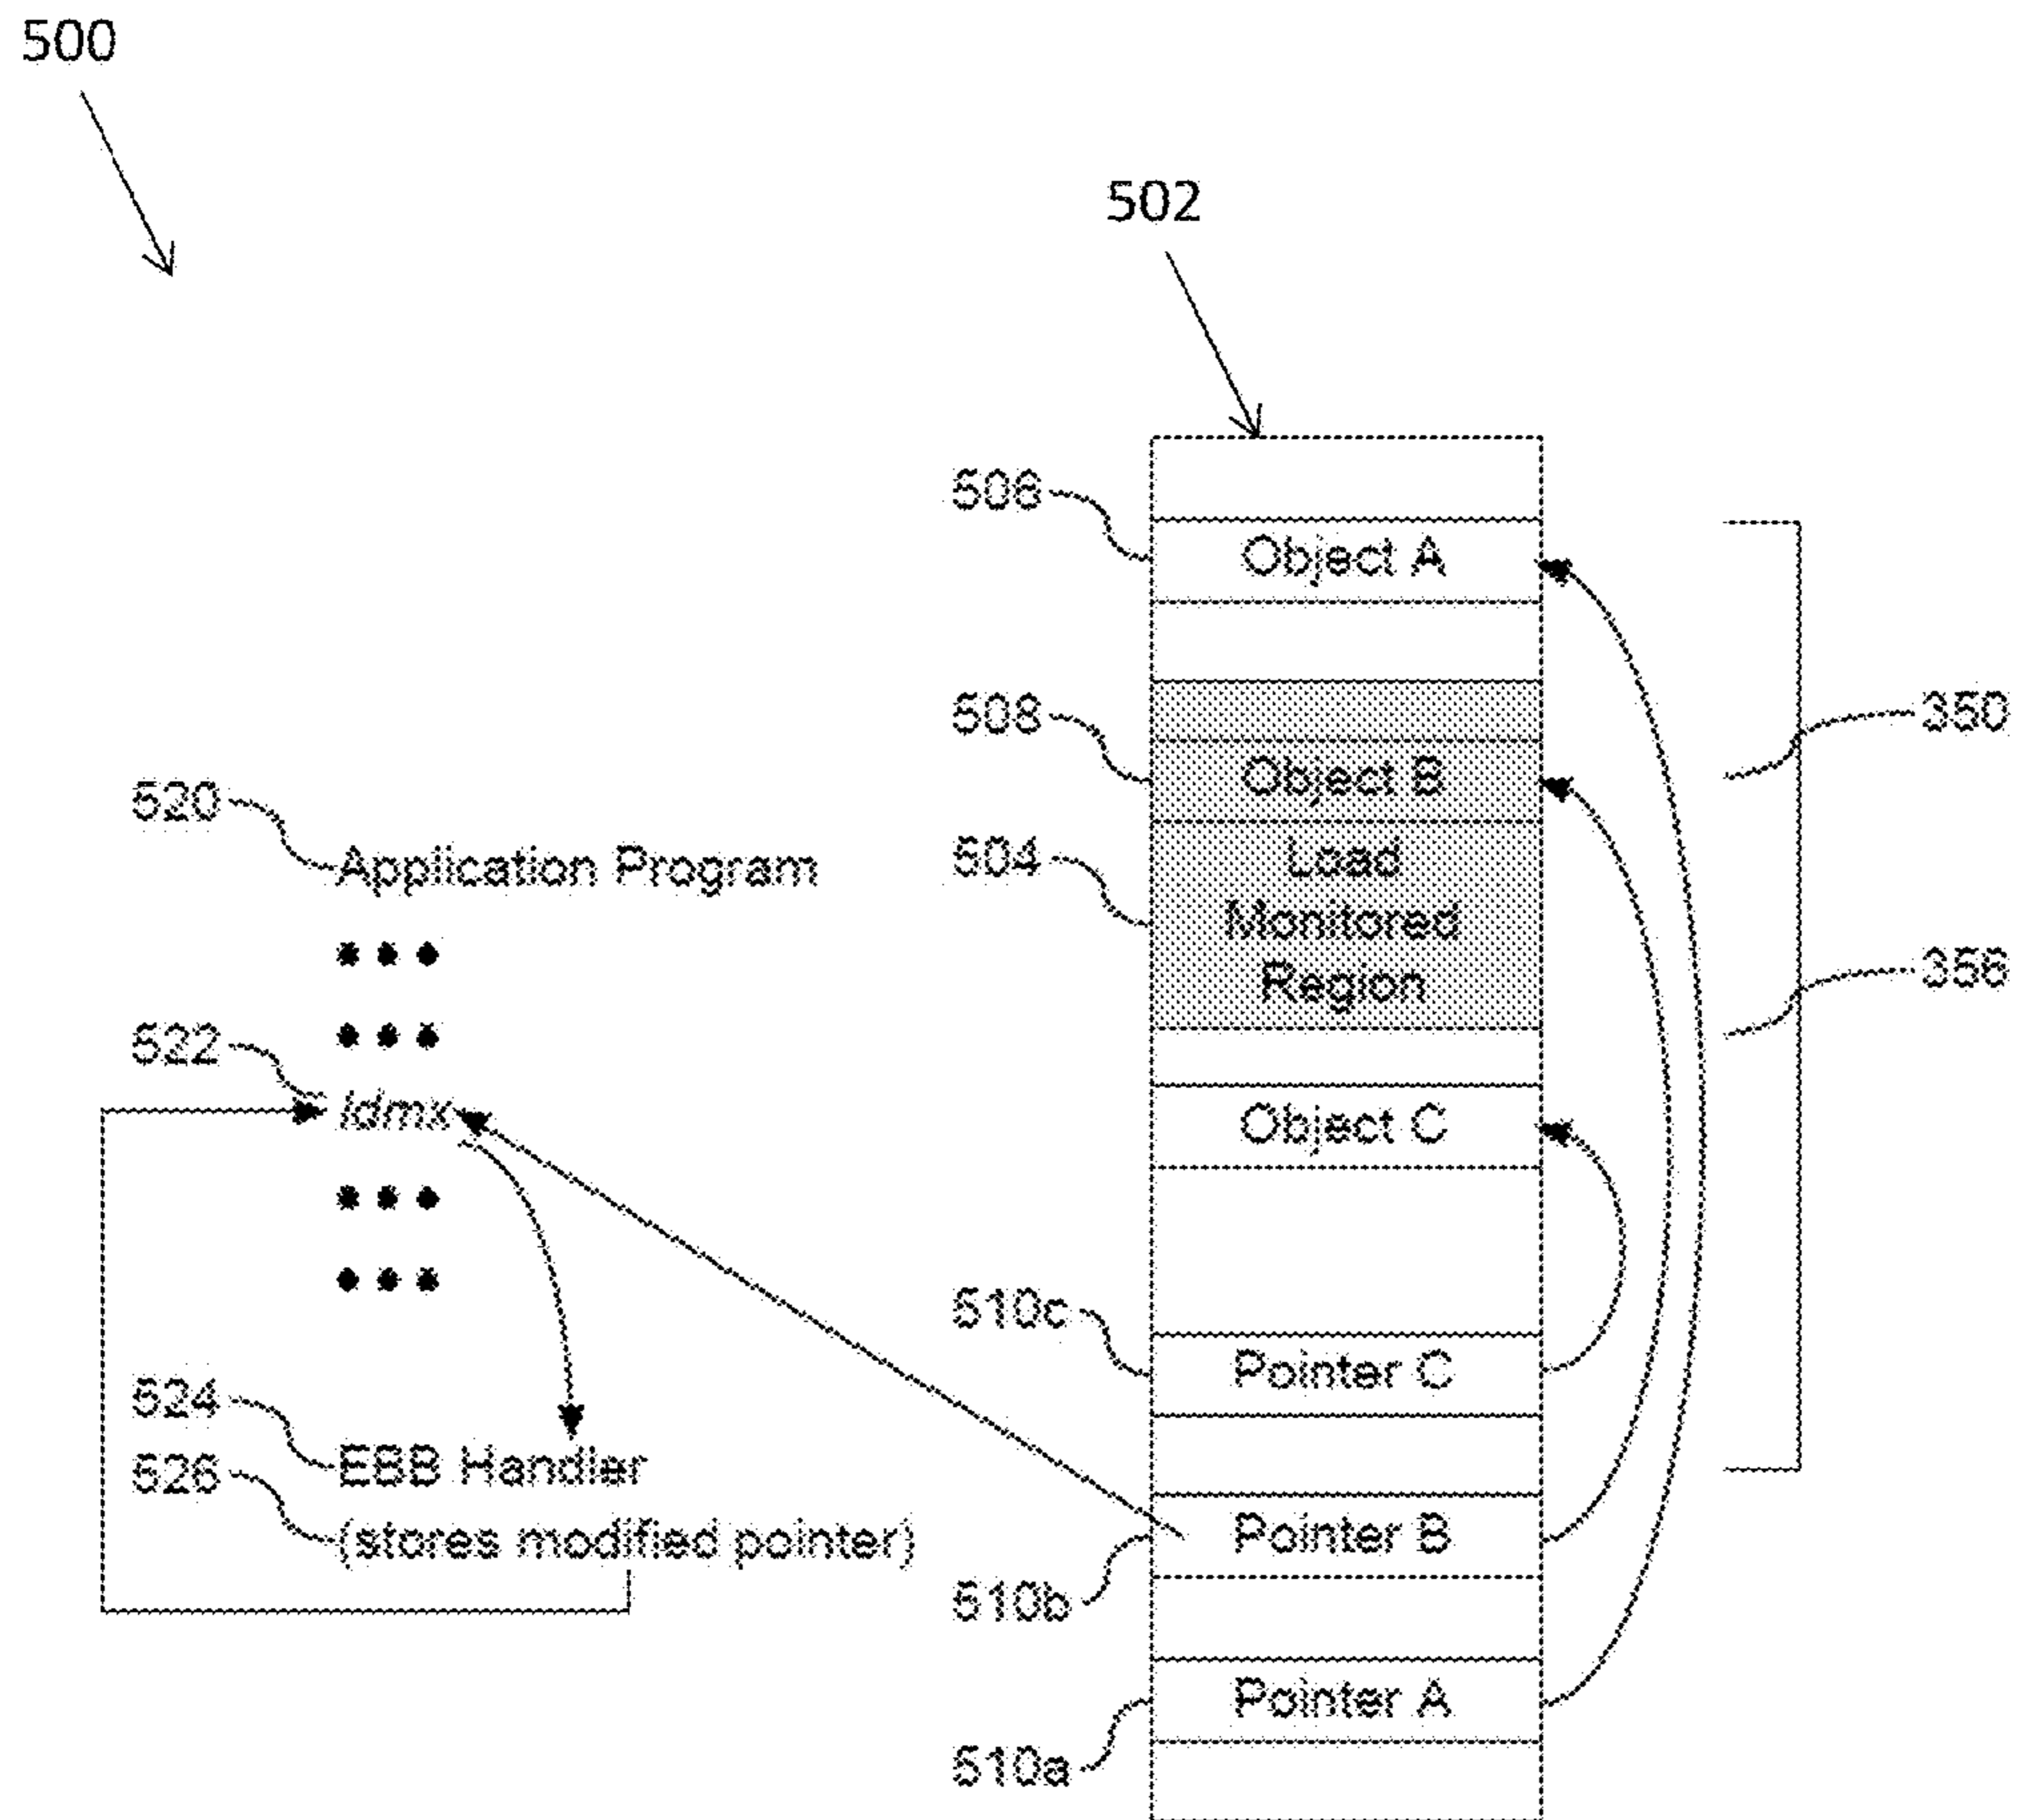 500
502
506
Object A
508
350
Object B
520
504
Load
Application Program
Monitored
356
Region
522
ldmx
Object C
510c
Pointer C
524
EBB Handler
526
Pointer B
(stores modified pointer)
510b
Pointer A
510a